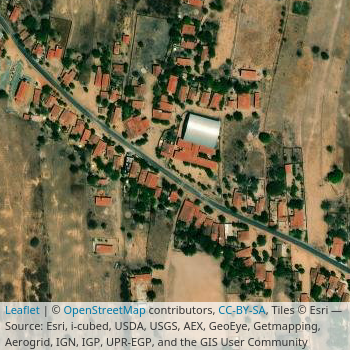 Leaflet | © OpenStreetMap contributors, CC-BY-SA, Tiles © Esri —
Source: Esri, i-cubed, USDA, USGS, AEX, GeoEye, Getmapping,
Aerogrid, IGN, IGP, UPR-EGP, and the GIS User Community